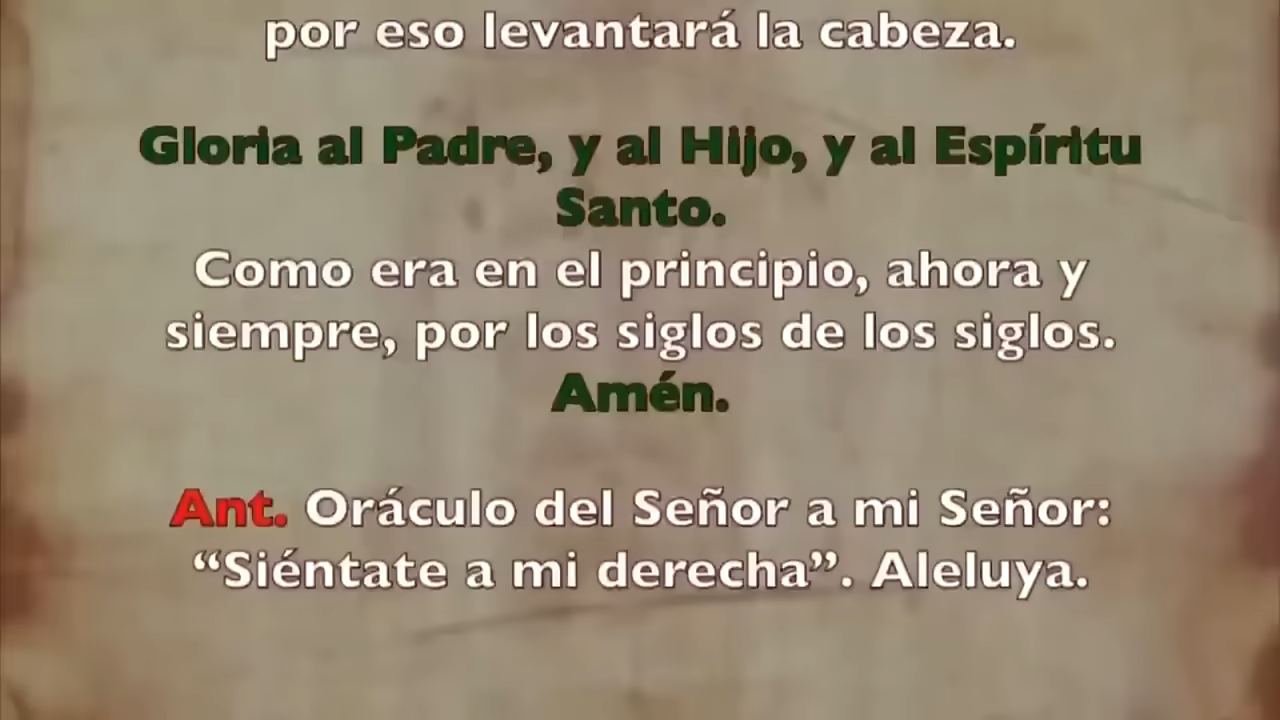 por eso levantará la cabeza.
Gloria al Padre, y al Hijo, y al Espíritu
Santo.
Como era en el principio, ahora y
siempre, por los siglos de los siglos.
Amén.
Ant. Oráculo del Señor a mi Señor:
“Siéntate a mi derecha”. Aleluya.